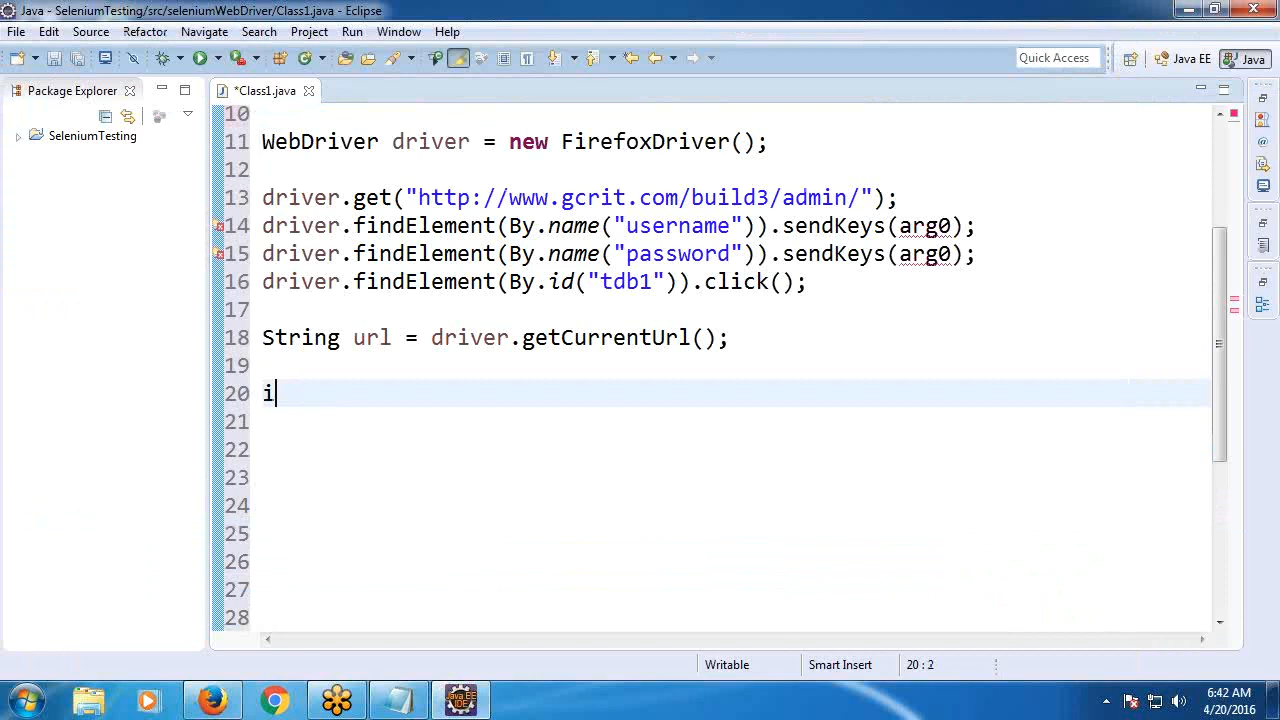 Java - SeleniumTesting/src/seleniumWebDriver/Class1.java - Eclipse
File Edit Source Refactor Navigate Search Project Run Window Help
Quick Access Java EE Java
Package Explorer *Class1.java
SeleniumTesting
10
11 WebDriver driver = new FirefoxDriver();
12
13 driver.get("http://www.gcrit.com/build3/admin/");
14 driver.findElement(By.name("username")).sendKeys(arg0);
15 driver.findElement(By.name("password")).sendKeys(arg0);
16 driver.findElement(By.id("tdb1")).click();
17
18 String url = driver.getCurrentUrl();
19
20 i
21
22
23
24
25
26
27
28
Writable Smart Insert 20 : 2
Java EE IDE
6:42 AM
4/20/2016